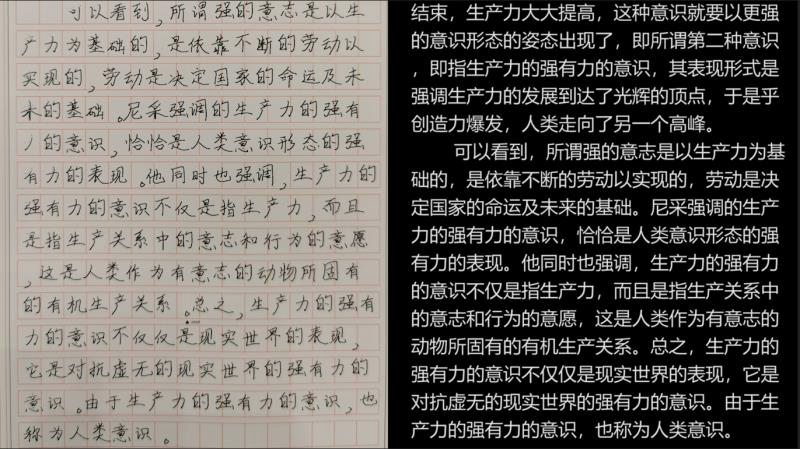 可以看到，所谓强的意志是以生
产力为基础的，是依靠不断的劳动以
实现的，劳动是决定国家的命运及未
来的基础。尼采强调的生产力的强有
力的意识，恰恰是人类意识形态的强
有力的表现。他同时也强调，生产力的
强有力的意识不仅是指生产力，而且
是指生产关系中的意志和行为的意愿
，这是人类作为有意志的动物所固有
的有机生产关系。总之，生产力的强有
力的意识不仅仅是现实世界的表现，
它是对抗虚无的现实世界的强有力的
意识。由于生产力的强有力的意识，也
称为人类意识。
结束，生产力大大提高，这种意识就要以更强
的意识形态的姿态出现了，即所谓第二种意识
，即指生产力的强有力的意识，其表现形式是
强调生产力的发展到达了光辉的顶点，于是乎
创造力爆发，人类走向了另一个高峰。
可以看到，所谓强的意志是以生产力为基
础的，是依靠不断的劳动以实现的，劳动是决
定国家的命运及未来的基础。尼采强调的生产
力的强有力的意识，恰恰是人类意识形态的强
有力的表现。他同时也强调，生产力的强有力
的意识不仅是指生产力，而且是指生产关系中
的意志和行为的意愿，这是人类作为有意志的
动物所固有的有机生产关系。总之，生产力的
强有力的意识不仅仅是现实世界的表现，它是
对抗虚无的现实世界的强有力的意识。由于生
产力的强有力的意识，也称为人类意识。